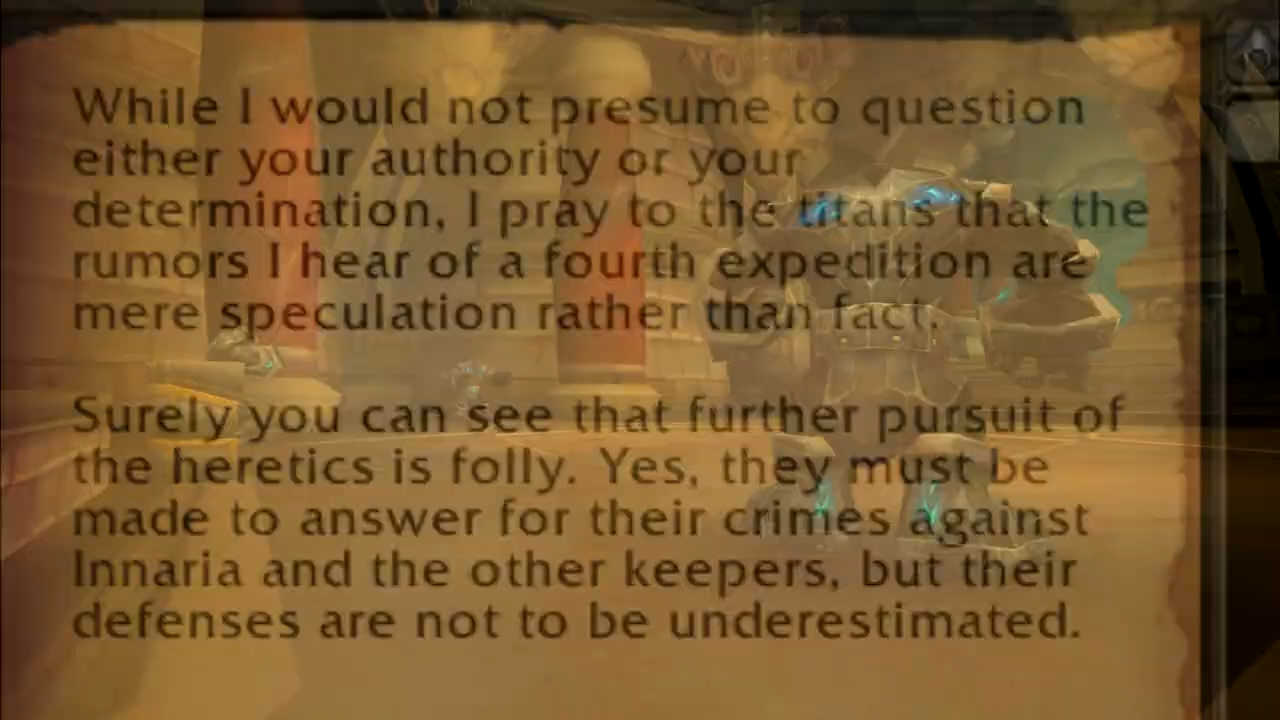 While I would not presume to question
either your authority or your
determination, I pray to the titans that the
rumors I hear of a fourth expedition are
mere speculation rather than fact.
Surely you can see that further pursuit of
the heretics is folly. Yes, they must be
made to answer for their crimes against
Innaria and the other keepers, but their
defenses are not to be underestimated.